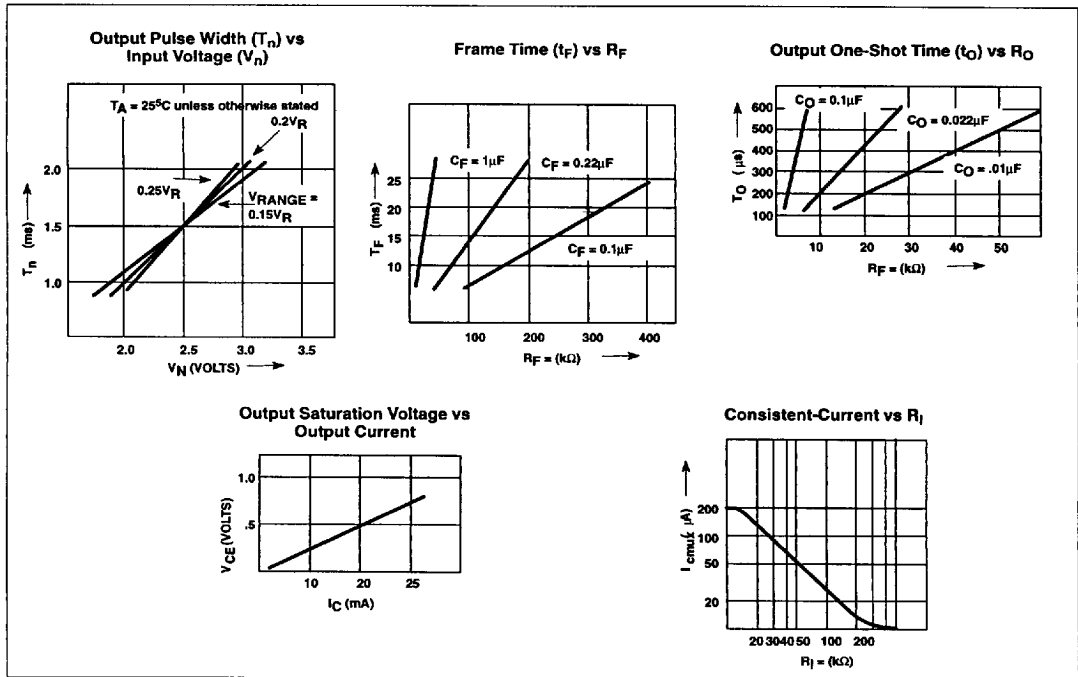 Output Pulse Width (Tn) vs
Input Voltage (Vn)
TA = 25⁵C unless otherwise stated
0.2VR
0.25VR
VRANGE =
0.15VR
2.0
1.5
1.0
Tn (ms)
2.0 2.5 3.0 3.5
VN (VOLTS)
Frame Time (tF) vs RF
CF = 1µF
CF = 0.22µF
CF = 0.1µF
25
20
15
10
TF (ms)
100 200 300 400
RF = (kΩ)
Output One-Shot Time (tO) vs RO
CO = 0.1µF
CO = 0.022µF
CO = .01µF
600
500
400
300
200
100
TO (µs)
10 20 30 40 50
RF = (kΩ)
Output Saturation Voltage vs
Output Current
1.0
.5
VCE (VOLTS)
10 20 25
IC (mA)
Consistent-Current vs RI
200
100
50
20
I cmux µA)
20 30 40 50 100 200
RI = (kΩ)